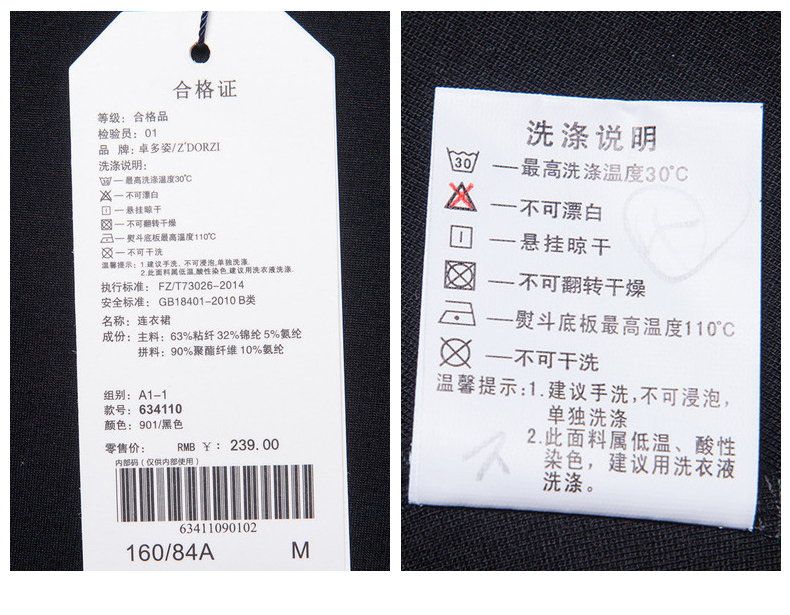 合格证
等级：合格品
检验员：01
品 牌：卓多姿/Z'DORZI
洗涤说明：
30 — 最高洗涤温度30℃
— 不可漂白
— 悬挂晾干
— 不可翻转干燥
— 熨斗底板最高温度110℃
— 不可干洗
温馨提示：1.建议手洗，不可浸泡,单独洗涤.
2.此面料属低温,酸性染色,建议用洗衣液洗涤.
执行标准： FZ/T73026-2014
安全标准： GB18401-2010 B类
名称：连衣裙
成份：主料：63%粘纤 32%锦纶 5%氨纶
拼料：90%聚酯纤维 10%氨纶
组别：A1-1
款号：634110
颜色：901/黑色
零售价： RMB ￥：239.00
内部码（仅供内部使用）
63411090102
160/84A M
洗涤说明
30 —最高洗涤温度30℃
—不可漂白
—悬挂晾干
—不可翻转干燥
—熨斗底板最高温度110℃
—不可干洗
温馨提示:1.建议手洗,不可浸泡,
单独洗涤
2.此面料属低温、酸性
染色，建议用洗衣液
洗涤。